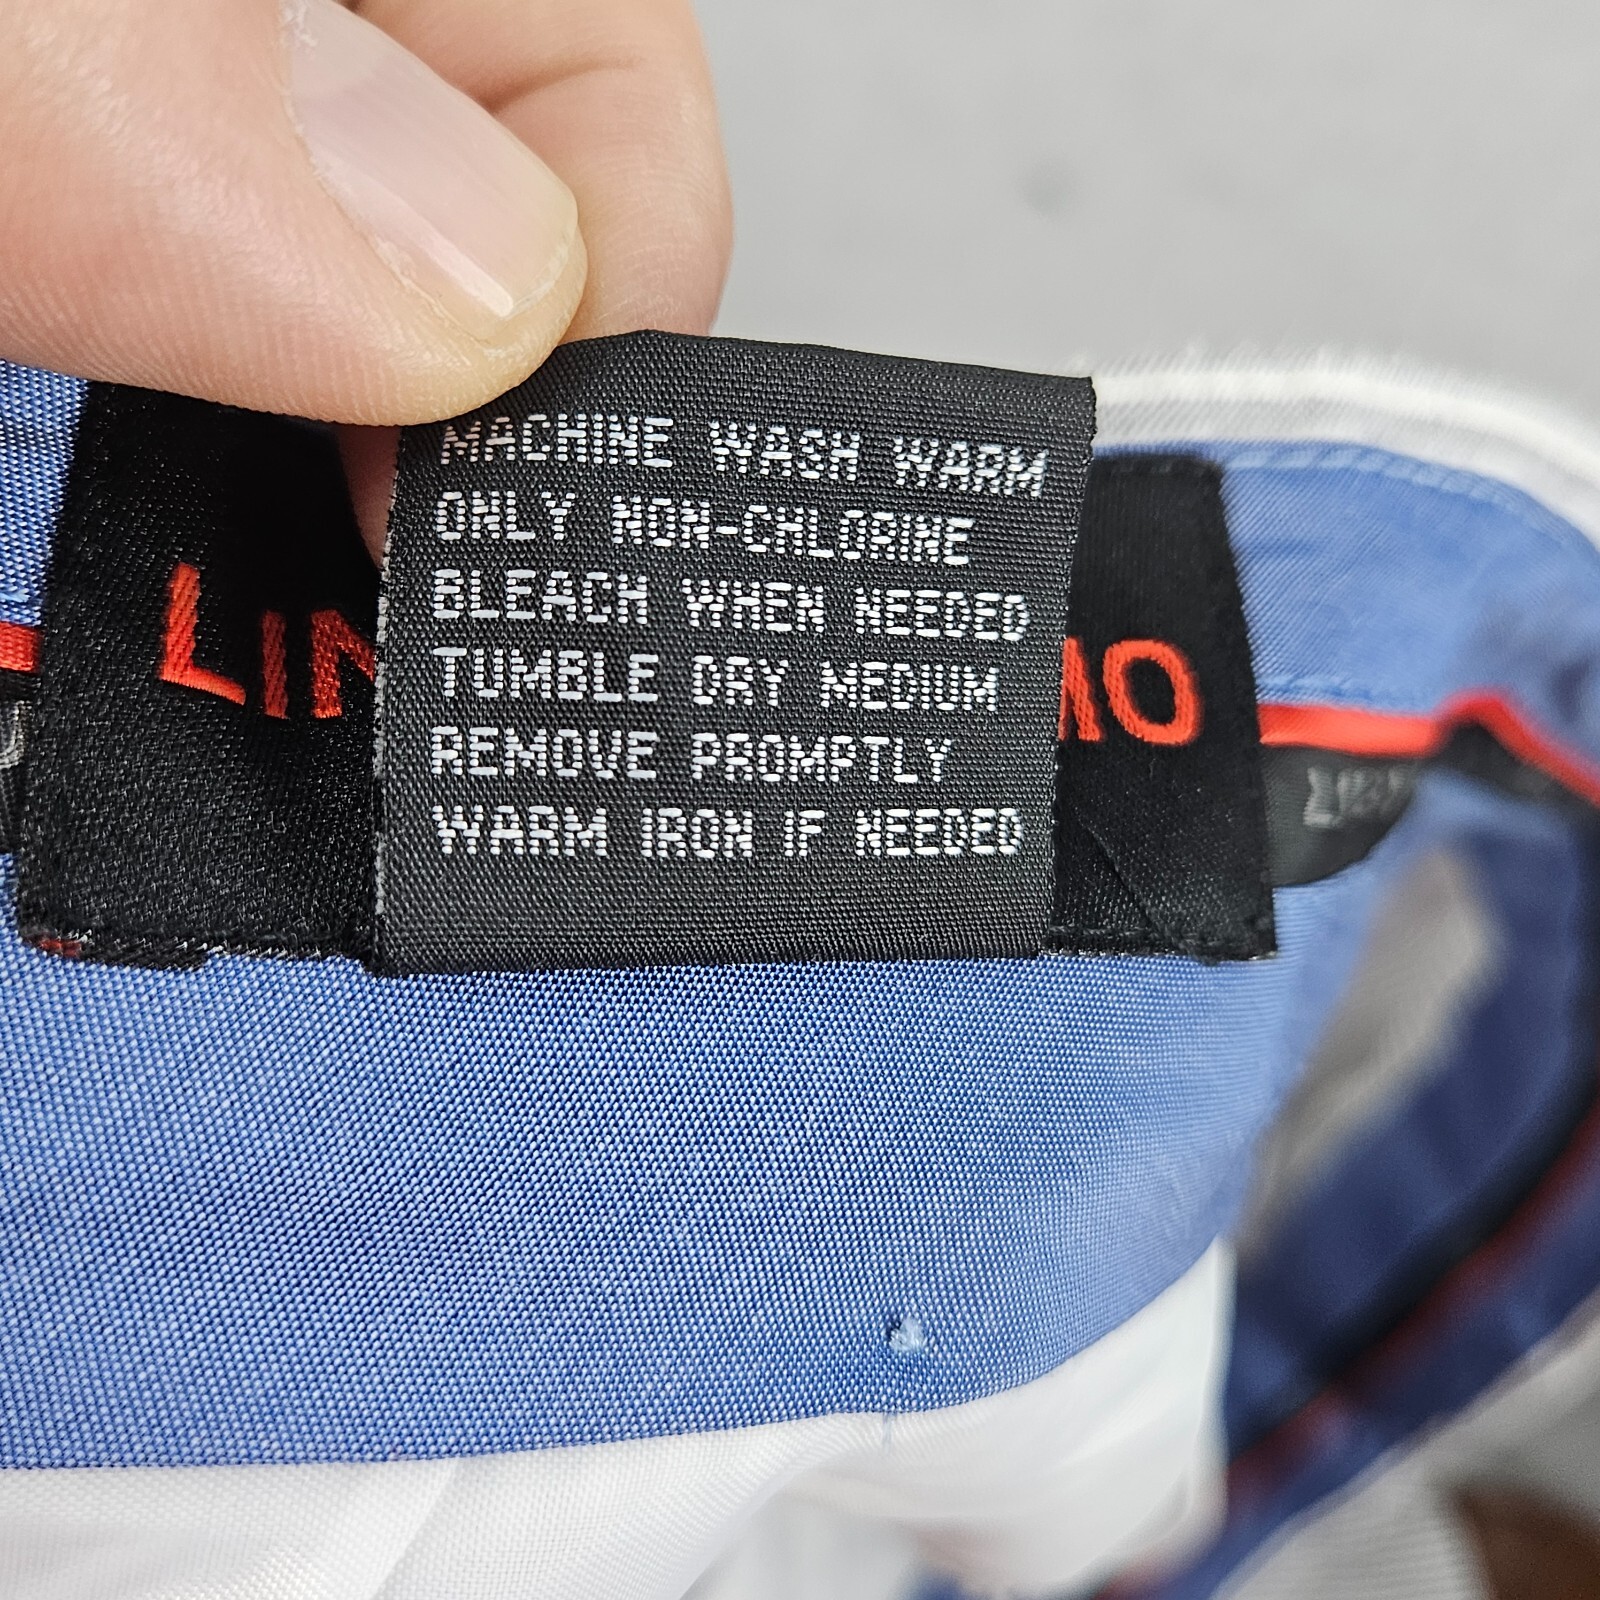 MACHINE WASH WARM
ONLY NON-CHLORINE
BLEACH WHEN NEEDED
TUMBLE DRY MEDIUM
REMOVE PROMPTLY
WARM IRON IF NEEDED